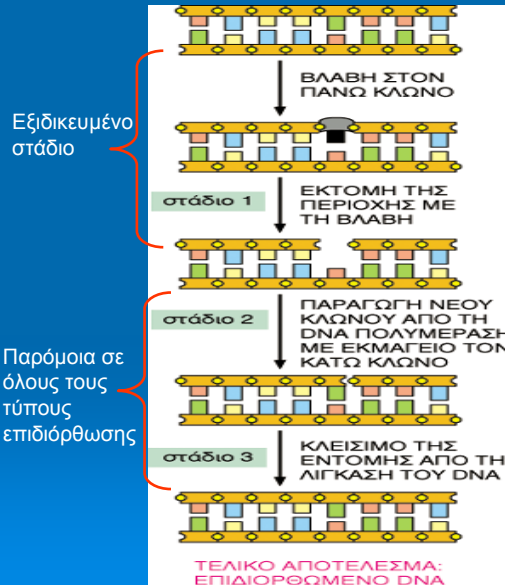 ΒΛΑΒΗ ΣΤΟΝ
ΠΑΝΩ ΚΛΩΝΟ
Εξιδικευμένο
στάδιο
στάδιο 1
ΕΚΤΟΜΗ ΤΗΣ
ΠΕΡΙΟΧΗΣ ΜΕ
ΤΗ ΒΛΑΒΗ
στάδιο 2
ΠΑΡΑΓΩΓΗ ΝΕΟΥ
ΚΛΩΝΟΥ ΑΠΟ ΤΗ
DNA ΠΟΛΥΜΕΡΑΣΗ
ΜΕ ΕΚΜΑΓΕΙΟ ΤΟΝ
ΚΑΤΩ ΚΛΩΝΟ
Παρόμοια σε
όλους τους
τύπους
επιδιόρθωσης
στάδιο 3
ΚΛΕΙΣΙΜΟ ΤΗΣ
ΕΝΤΟΜΗΣ ΑΠΟ ΤΗ
ΛΙΓΚΑΣΗ ΤΟΥ DNA
ΤΕΛΙΚΟ ΑΠΟΤΕΛΕΣΜΑ:
ΕΠΙΔΙΟΡΘΩΜΕΝΟ DNA